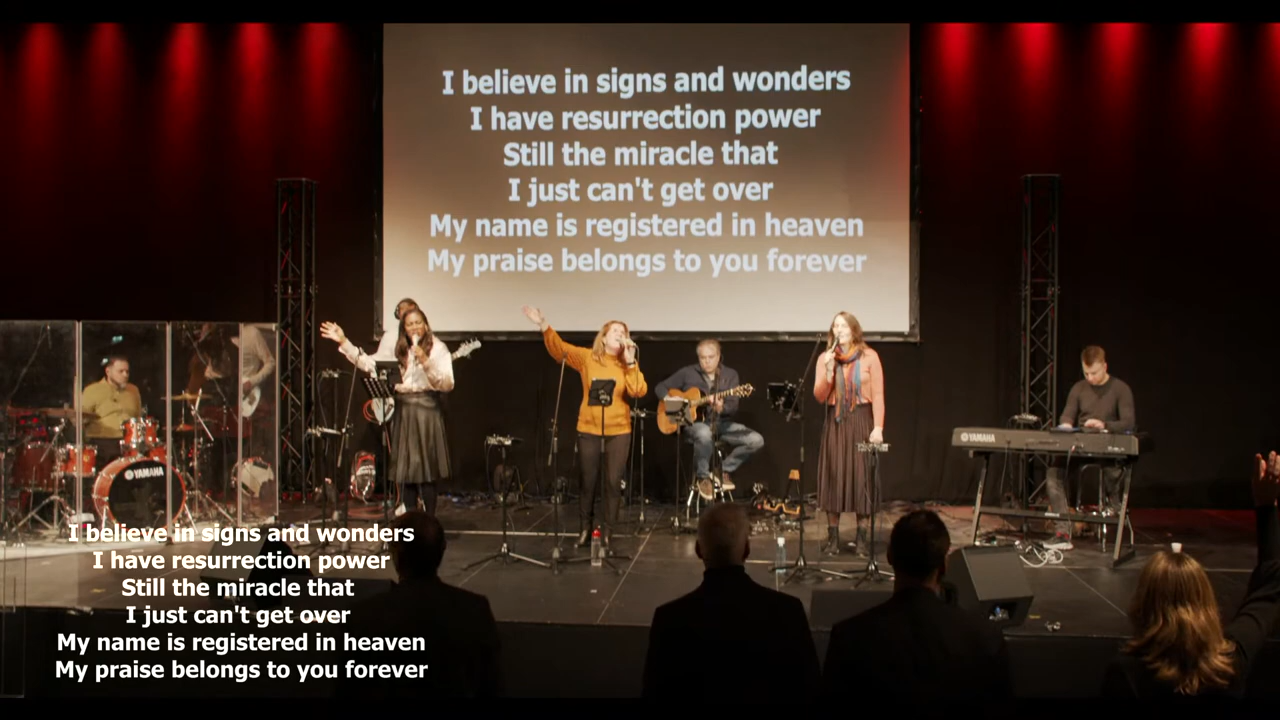 I believe in signs and wonders
I have resurrection power
Still the miracle that
I just can't get over
My name is registered in heaven
My praise belongs to you forever
YAMAHA
YAMAHA
I believe in signs and wonders
I have resurrection power
Still the miracle that
I just can't get over
My name is registered in heaven
My praise belongs to you forever